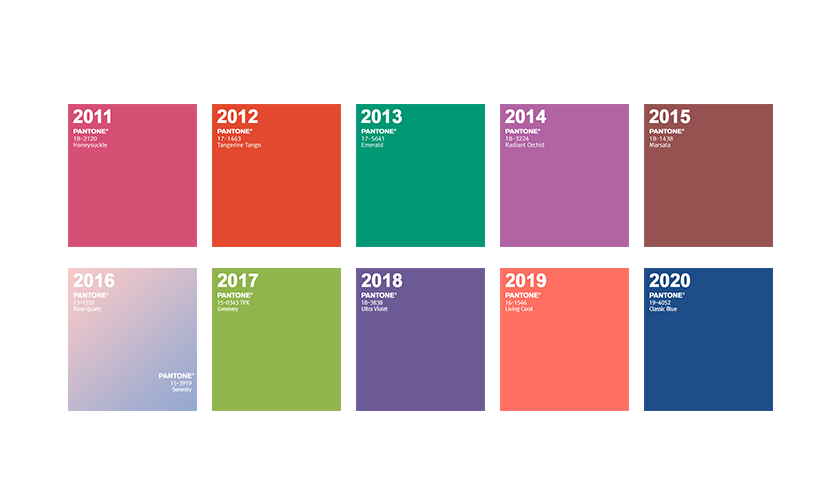 2011
PANTONE®
18-2120
Honeysuckle
2012
PANTONE®
17-1463
Tangerine Tango
2013
PANTONE®
17-5641
Emerald
2014
PANTONE®
18-3224
Radiant Orchid
2015
PANTONE®
18-1438
Marsala
2016
PANTONE®
13-1520
Rose Quartz
PANTONE®
15-3919
Serenity
2017
PANTONE®
15-0343 TPX
Greenery
2018
PANTONE®
18-3838
Ultra Violet
2019
PANTONE®
16-1546
Living Coral
2020
PANTONE®
19-4052
Classic Blue